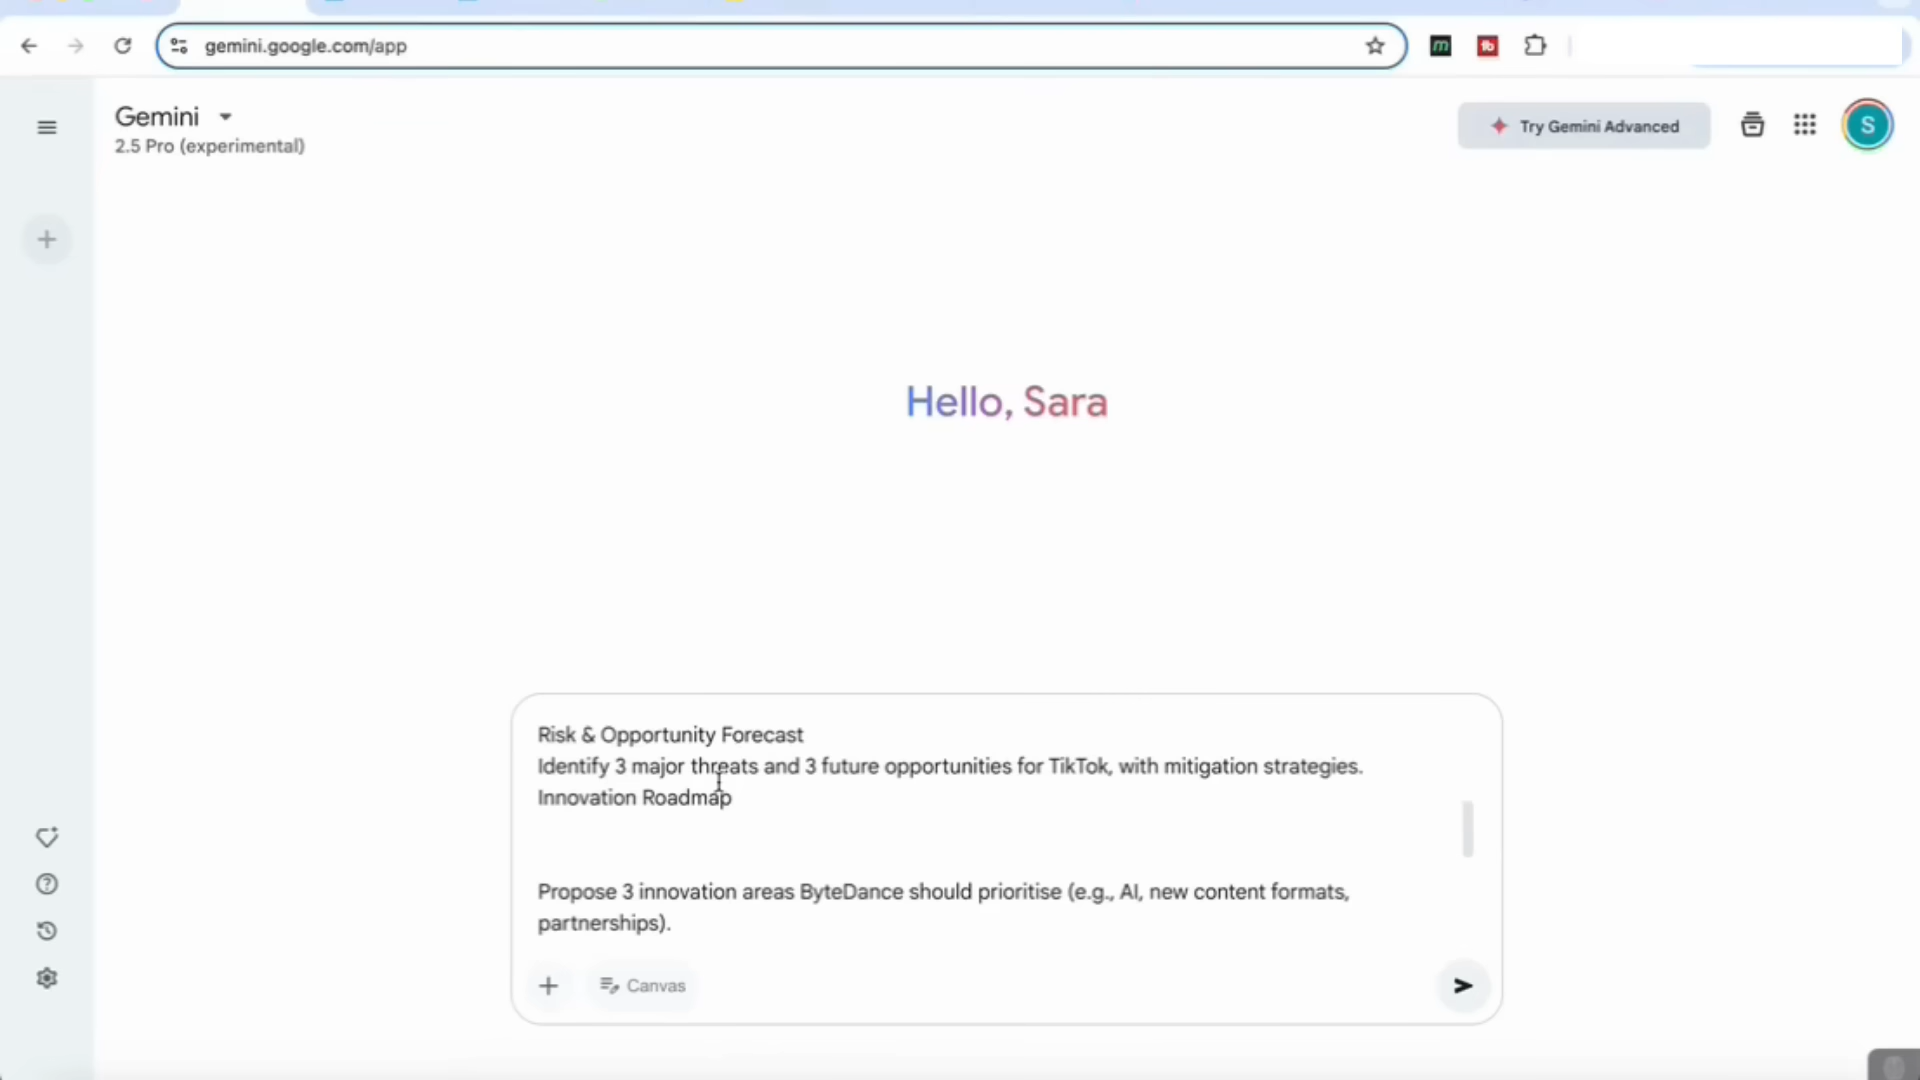 gemini.google.com/app
m
Gemini
2.5 Pro (experimental)
Try Gemini Advanced
S
Hello, Sara
Risk & Opportunity Forecast
Identify 3 major threats and 3 future opportunities for TikTok, with mitigation strategies.
Innovation Roadmap
Propose 3 innovation areas ByteDance should prioritise (e.g., AI, new content formats,
partnerships).
Canvas